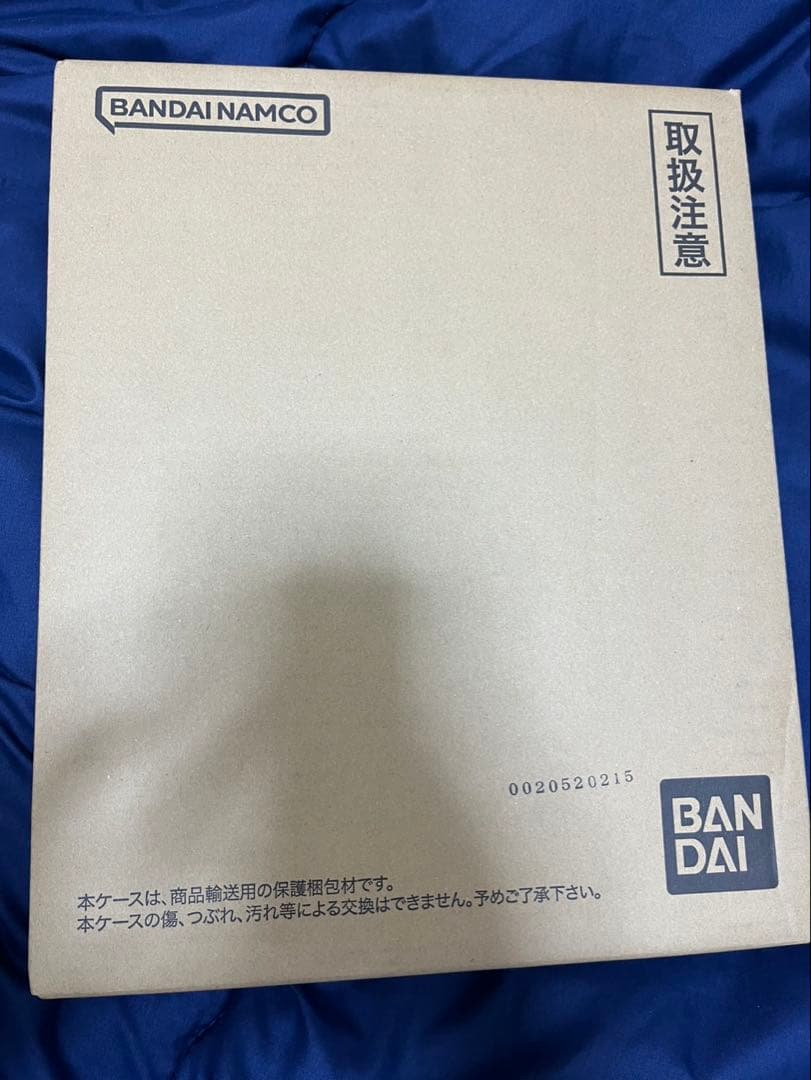 BANDAI NAMCO
取扱注意
0020520215
BAN
DAI
本ケースは、商品輸送用の保護梱包材です。
本ケースの傷、つぶれ、汚れ等による交換はできません。予めご了承下さい。